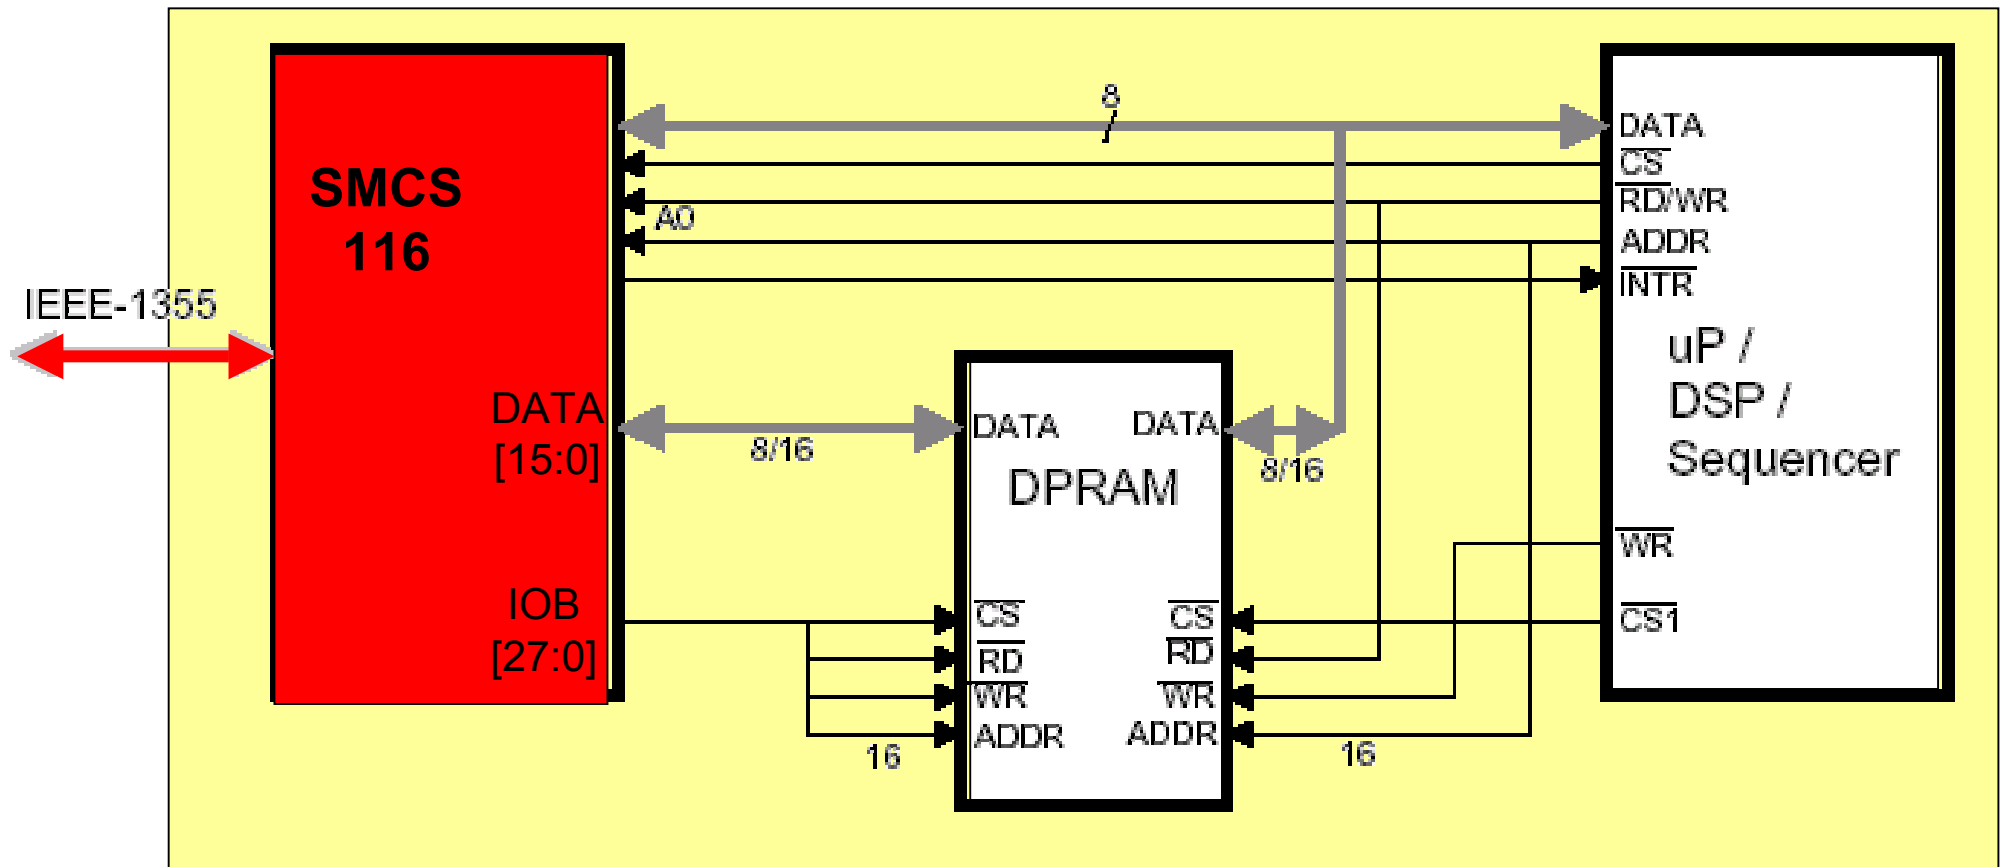 IEEE-1355
SMCS
116
DATA
[15:0]
IOB
[27:0]
8
A0
8/16
DATA
DATA
DPRAM
8/16
CS
CS
RD
RD
WR
WR
ADDR
ADDR
16
16
DATA
CS
RD/WR
ADDR
INTR
uP /
DSP /
Sequencer
WR
CS1